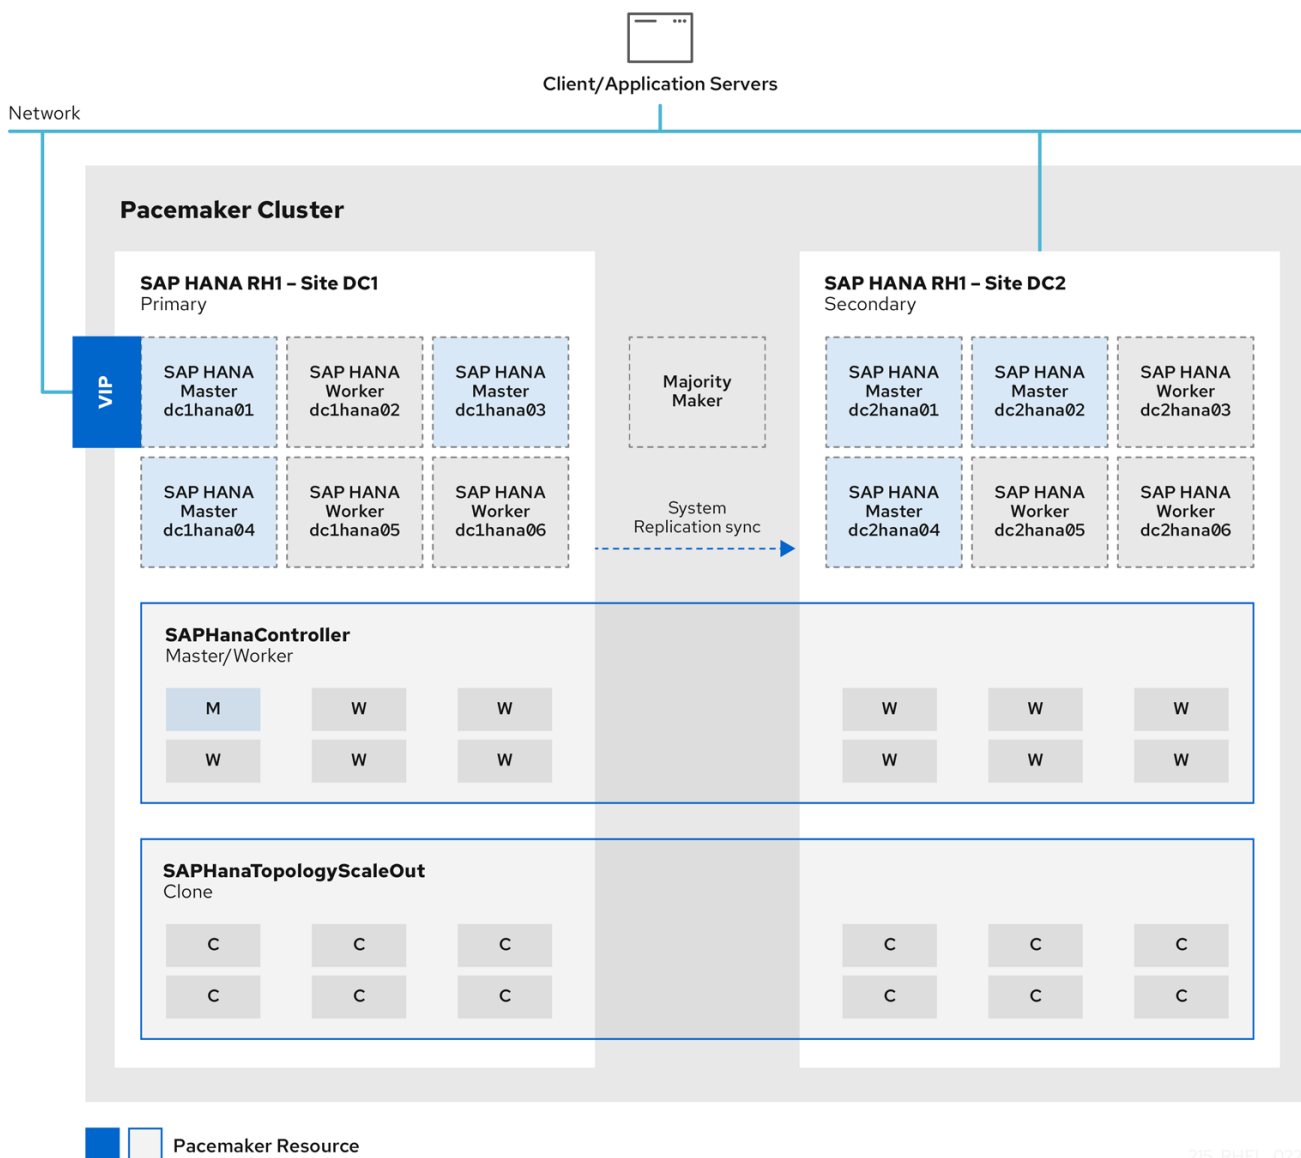 Client/Application Servers
Network
Pacemaker Cluster
SAP HANA RH1 – Site DC1
Primary
SAP HANA RH1 – Site DC2
Secondary
VIP
SAP HANA
Master
dc1hana01
SAP HANA
Worker
dc1hana02
SAP HANA
Master
dc1hana03
Majority
Maker
SAP HANA
Master
dc2hana01
SAP HANA
Master
dc2hana02
SAP HANA
Worker
dc2hana03
SAP HANA
Master
dc1hana04
SAP HANA
Worker
dc1hana05
SAP HANA
Worker
dc1hana06
System
Replication sync
SAP HANA
Master
dc2hana04
SAP HANA
Worker
dc2hana05
SAP HANA
Worker
dc2hana06
SAPHanaController
Master/Worker
M W W W W W
W W W W W W
SAPHanaTopologyScaleOut
Clone
C C C C C C
C C C C C C
Pacemaker Resource